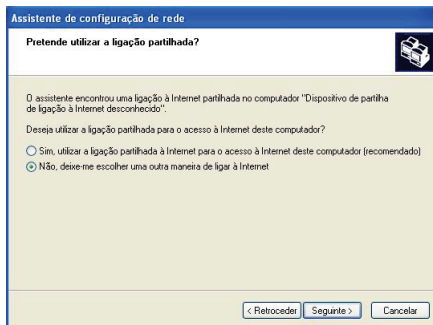 Assistente de configuração de rede
Pretende utilizar a ligação partilhada?
O assistente encontrou uma ligação à Internet partilhada no computador "Dispositivo de partilha
de ligação à Internet desconhecido".
Deseja utilizar a ligação partilhada para o acesso à Internet deste computador?
Sim, utilizar a ligação partilhada à Internet para o acesso à Internet deste computador (recomendado)
Não, deixe-me escolher uma outra maneira de ligar à Internet
< Retroceder
Seguinte >
Cancelar